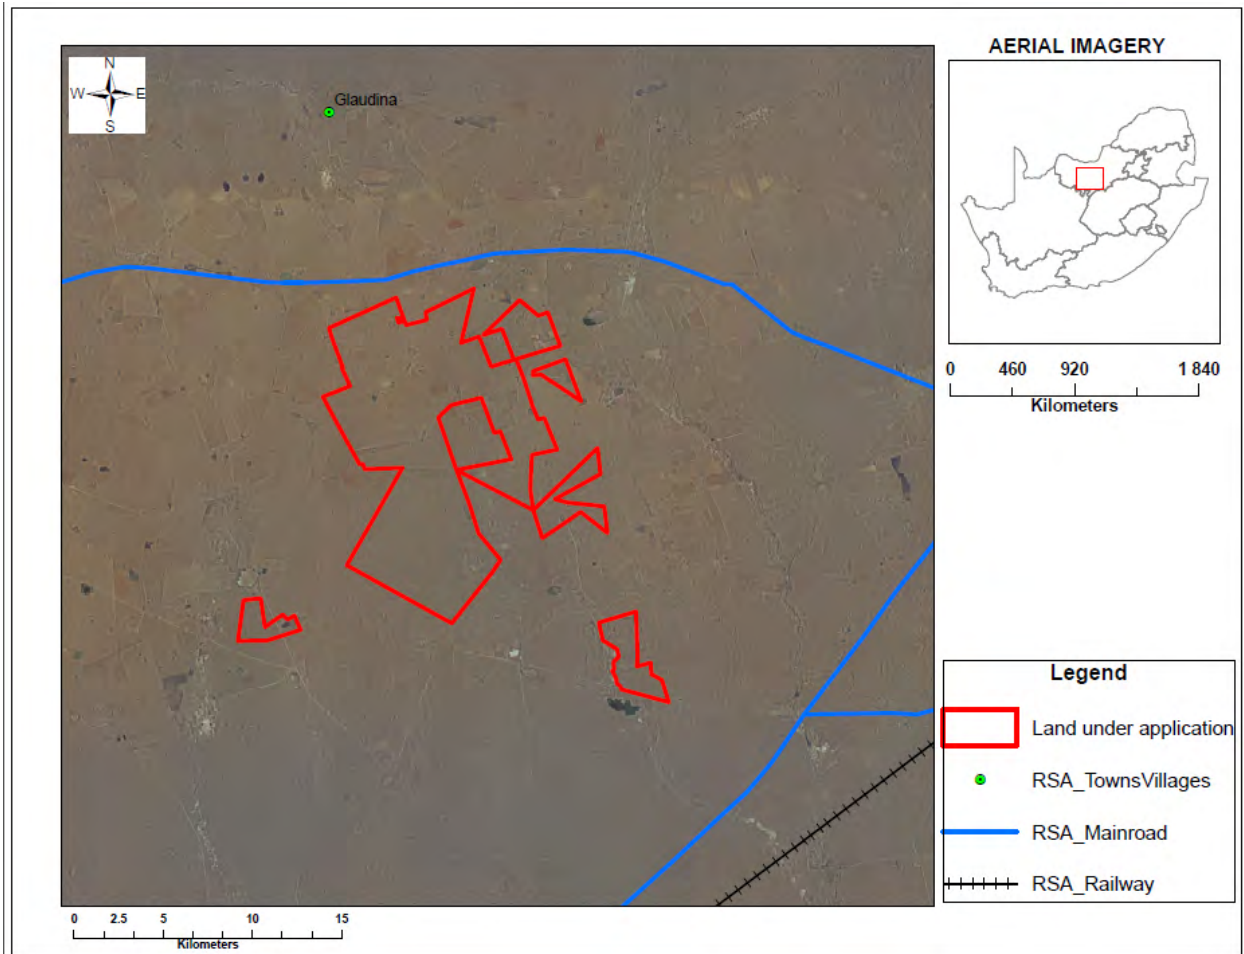 AERIAL IMAGERY
N
W E
S
Glaudina
0 460 920 1 840
Kilometers
Legend
Land under application
RSA_TownsVillages
RSA_Mainroad
RSA_Railway
0 2.5 5 10 15
Kilometers